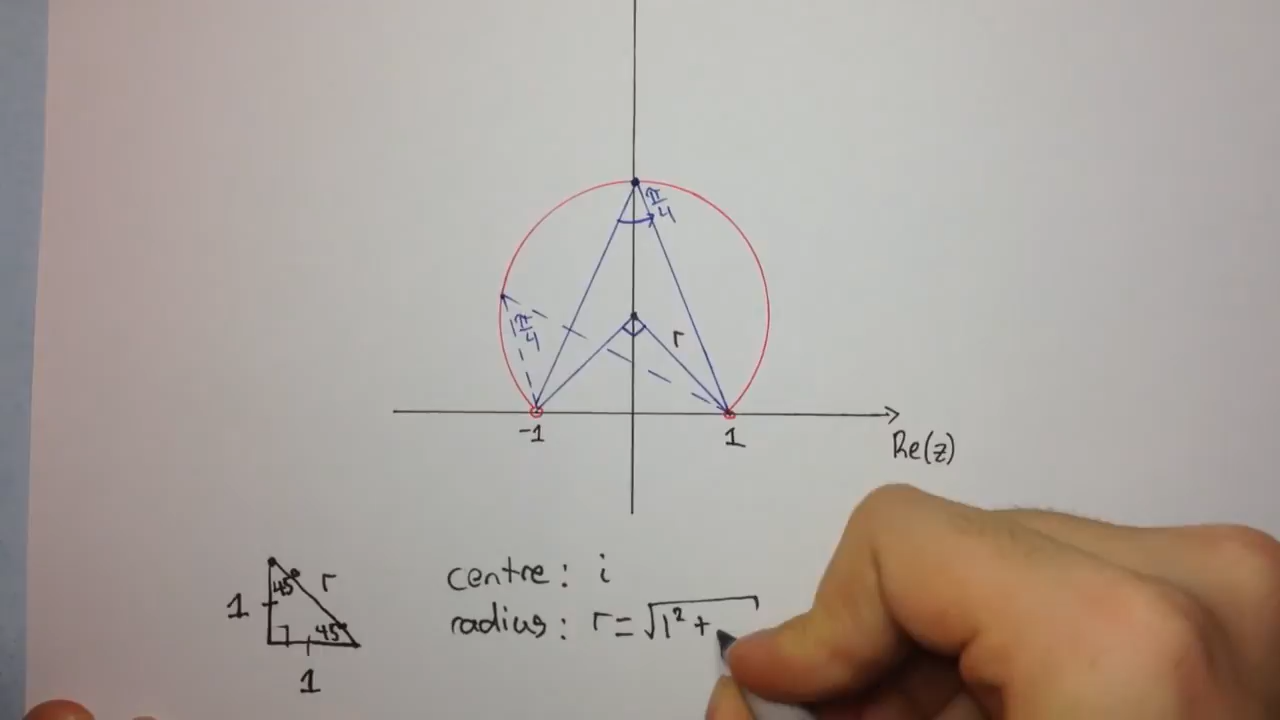 π/4
π/4
r
-1
1
Re(z)
45°
r
1
45°
1
centre: i
radius: r = √1² +